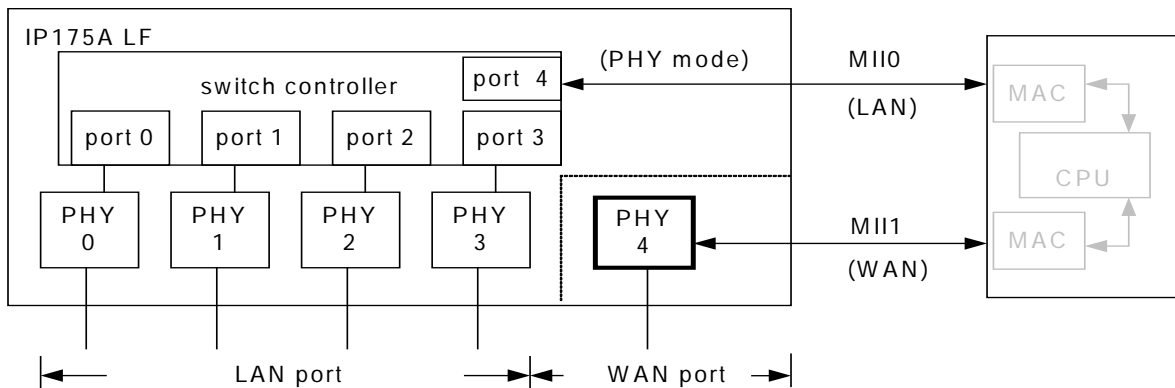 IP175A LF
switch controller
port 4
(PHY mode)
MII0
(LAN)
MAC
port 0
port 1
port 2
port 3
CPU
PHY
0
PHY
1
PHY
2
PHY
3
PHY
4
MII1
(WAN)
MAC
LAN port
WAN port